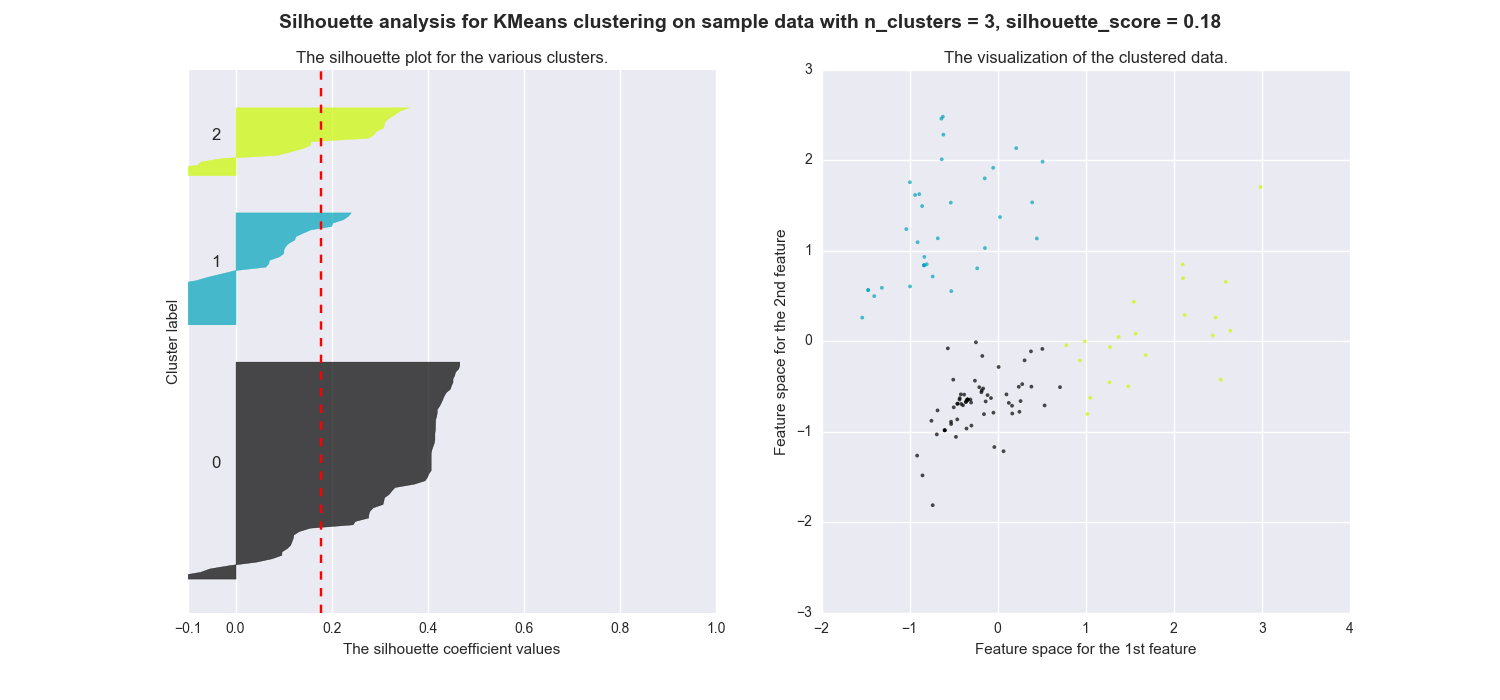 Silhouette analysis for KMeans clustering on sample data with n_clusters = 3, silhouette_score = 0.18
The silhouette plot for the various clusters.
Cluster label
2
1
0
−0.1 0.0 0.2 0.4 0.6 0.8 1.0
The silhouette coefficient values
The visualization of the clustered data.
Feature space for the 2nd feature
3
2
1
0
−1
−2
−3
−2 −1 0 1 2 3 4
Feature space for the 1st feature